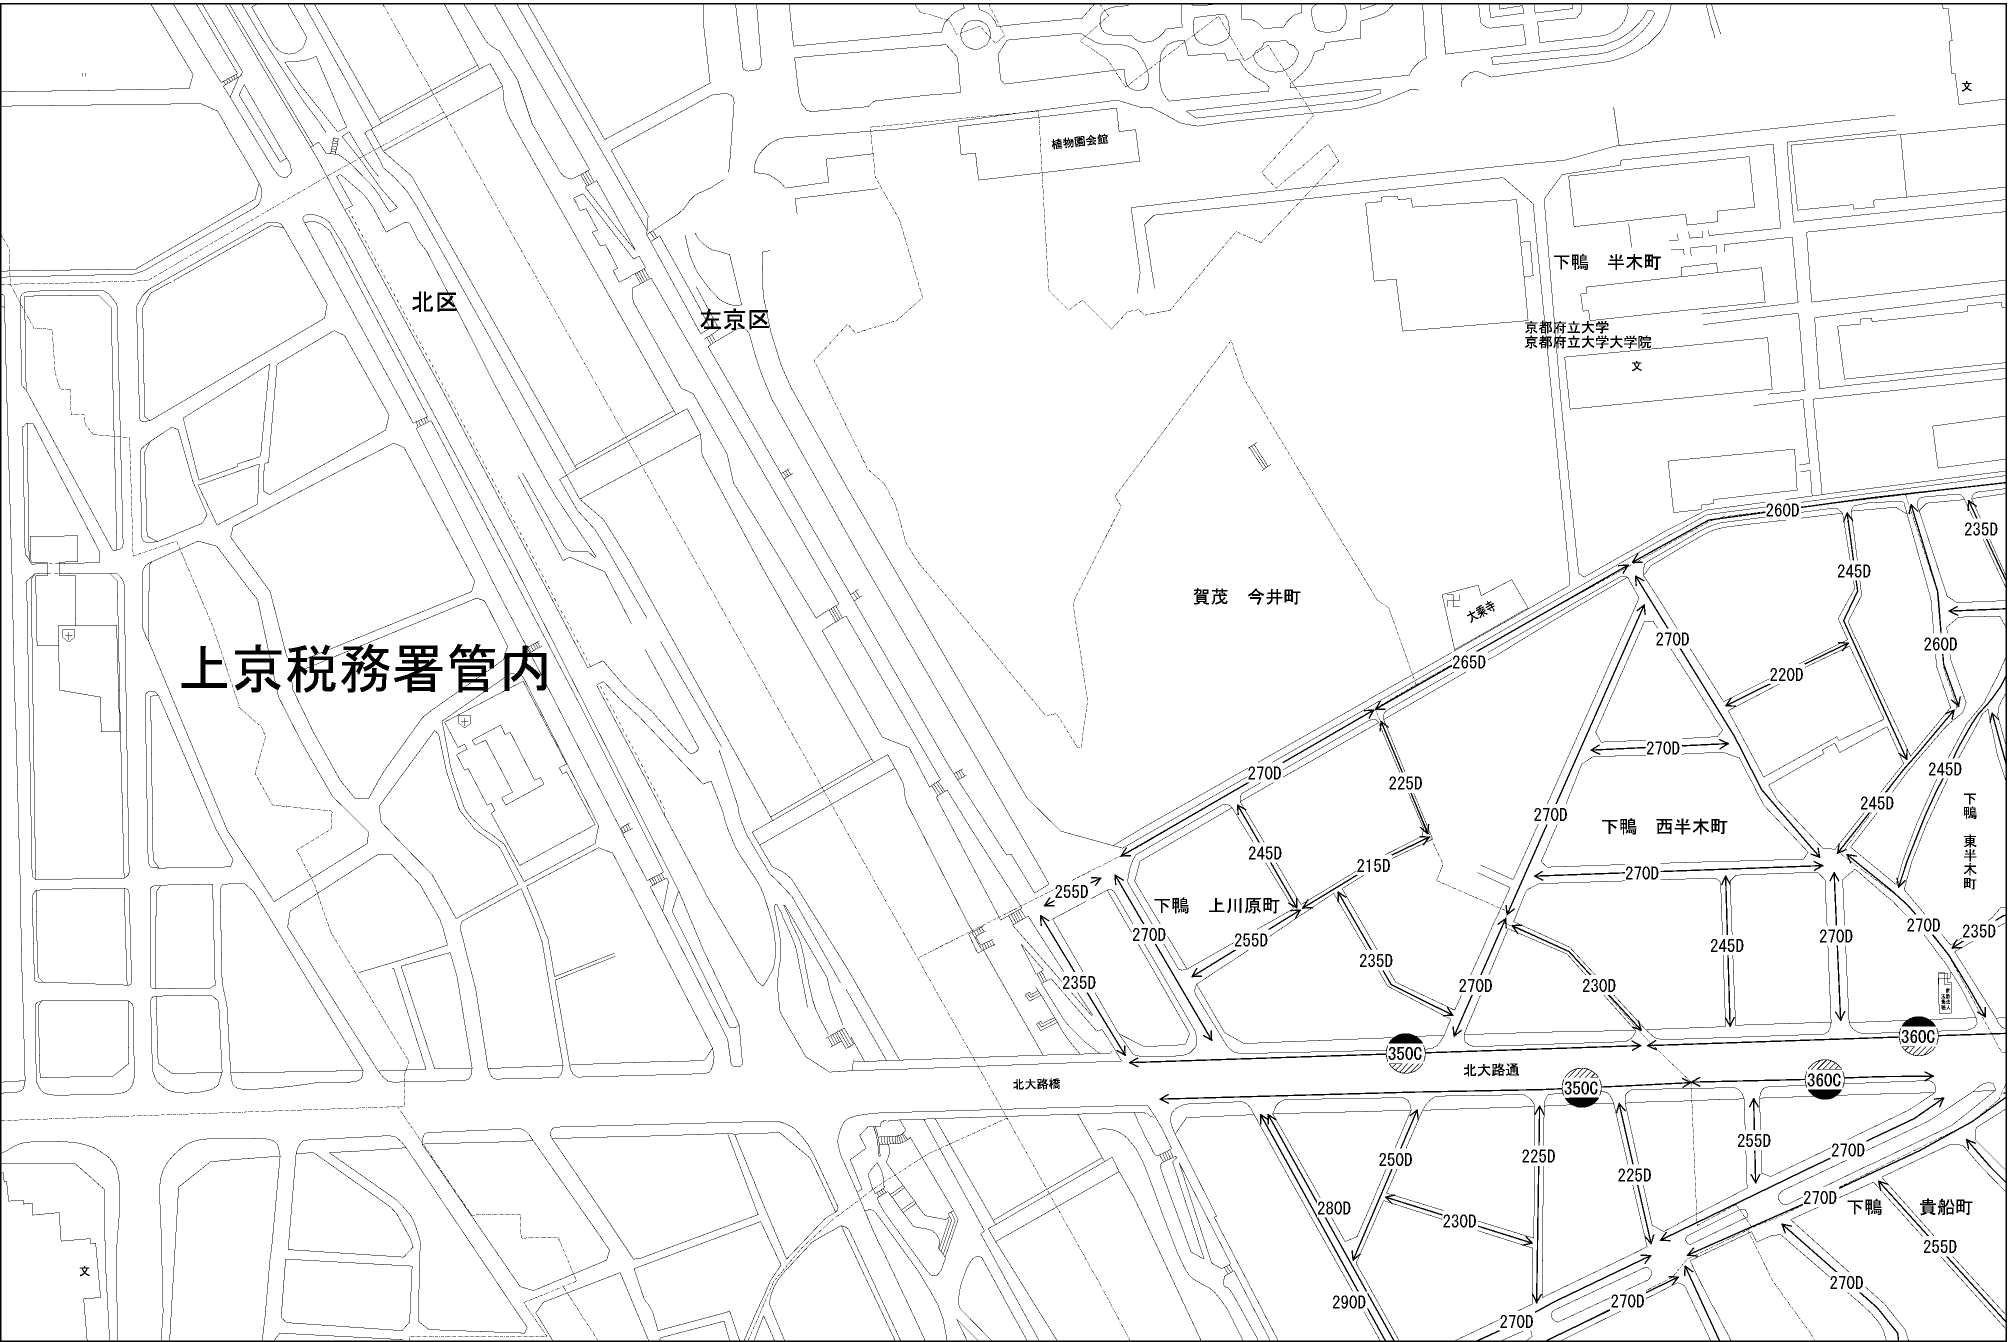 文
植物園会館
下鴨　半木町
北区
左京区
京都府立大学
京都府立大学大学院
文
260D
235D
245D
賀茂　今井町
大乗寺
270D
260D
265D
220D
上京税務署管内
270D
270D
225D
245D
245D
270D
下鴨　西半木町
下鴨　東半木町
245D
215D
270D
255D
下鴨　上川原町
270D
255D
270D
245D
270D
235D
235D
235D
270D
230D
350C
360C
北大路橋
北大路通
350C
360C
255D
270D
250D
225D
225D
280D
230D
270D
下鴨　貴船町
255D
文
290D
270D
270D
270D